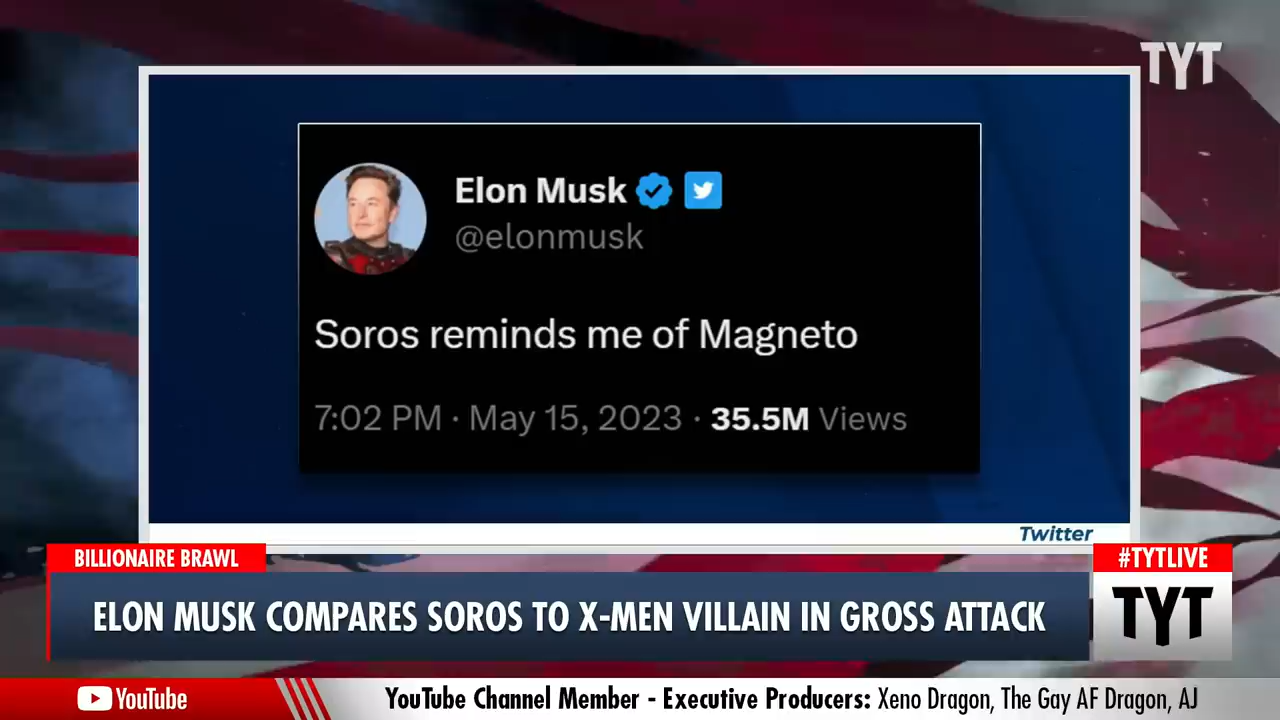 TYT
Elon Musk
@elonmusk
Soros reminds me of Magneto
7:02 PM · May 15, 2023 · 35.5M Views
Twitter
BILLIONAIRE BRAWL
#TYTLIVE
ELON MUSK COMPARES SOROS TO X-MEN VILLAIN IN GROSS ATTACK
TYT
YouTube
YouTube Channel Member - Executive Producers: Xeno Dragon, The Gay AF Dragon, AJ